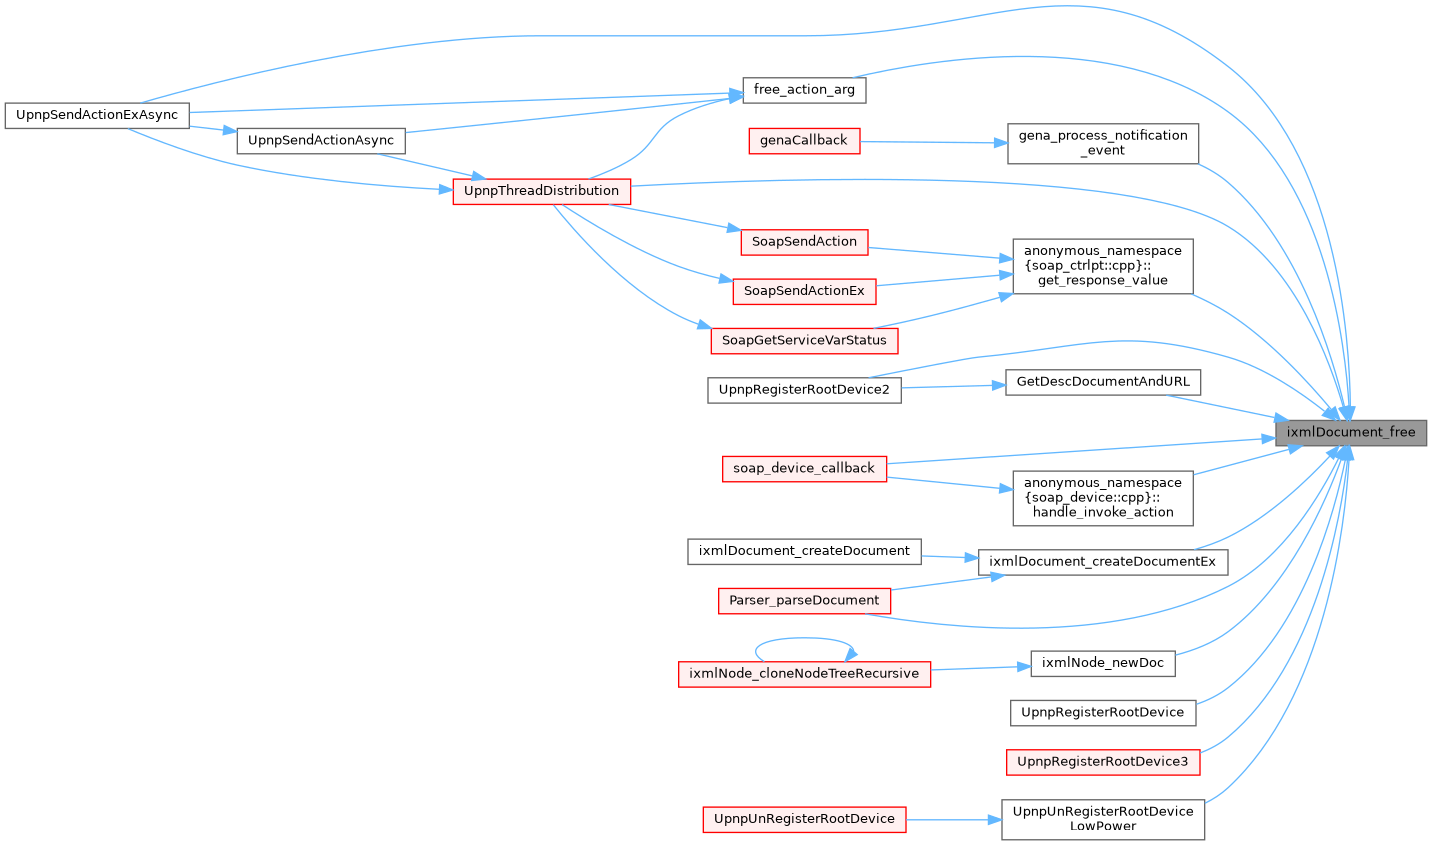 UpnpSendActionExAsync
UpnpSendActionAsync
free_action_arg
genaCallback
gena_process_notification
_event
UpnpThreadDistribution
SoapSendAction
SoapSendActionEx
SoapGetServiceVarStatus
anonymous_namespace
{soap_ctrlpt::cpp}::
get_response_value
UpnpRegisterRootDevice2
GetDescDocumentAndURL
ixmlDocument_free
soap_device_callback
anonymous_namespace
{soap_device::cpp}::
handle_invoke_action
ixmlDocument_createDocument
ixmlDocument_createDocumentEx
Parser_parseDocument
ixmlNode_cloneNodeTreeRecursive
ixmlNode_newDoc
UpnpRegisterRootDevice
UpnpRegisterRootDevice3
UpnpUnRegisterRootDevice
UpnpUnRegisterRootDevice
LowPower